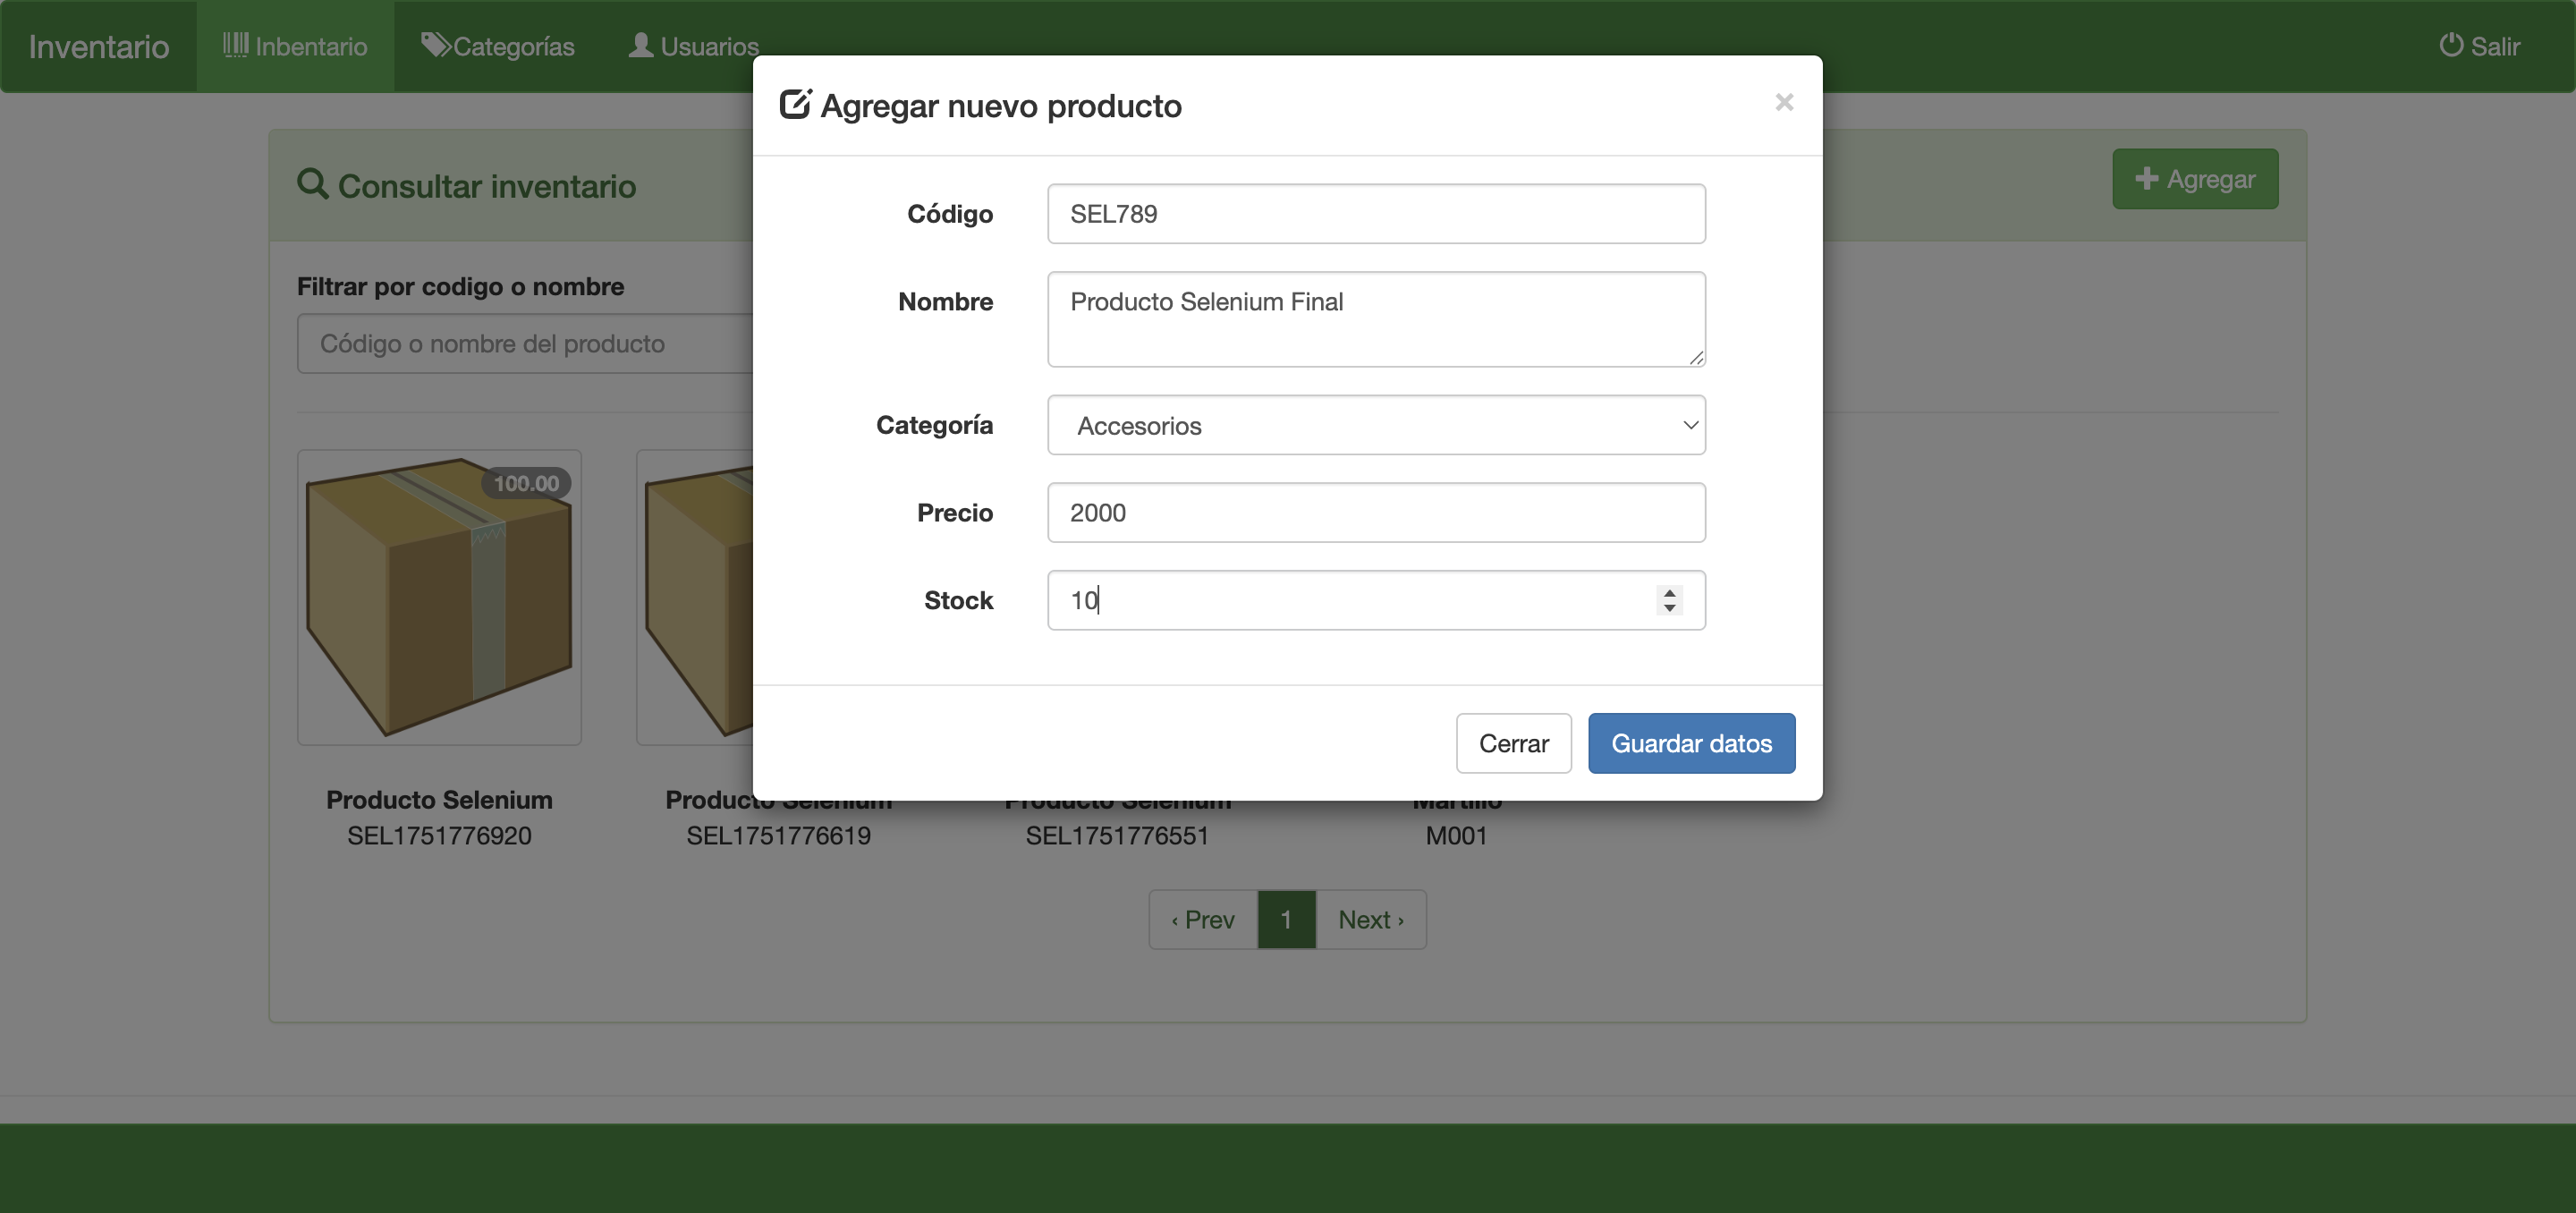 Inventario
Inbentario
Categorías
Usuarios
Salir
Agregar nuevo producto
×
Consultar inventario
Agregar
Filtrar por codigo o nombre
Código o nombre del producto
Código
SEL789
Nombre
Producto Selenium Final
Categoría
Accesorios
Precio
2000
Stock
10
Cerrar
Guardar datos
100.00
Producto Selenium
SEL1751776920
Producto Selenium
SEL1751776619
Producto Selenium
SEL1751776551
Martillo
M001
‹ Prev
1
Next ›